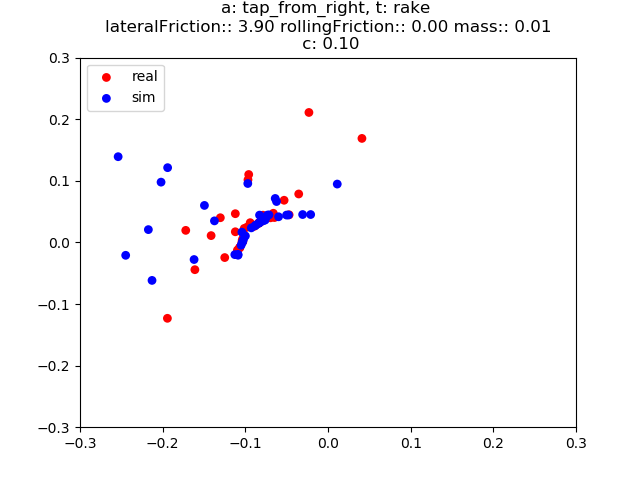 a: tap_from_right, t: rake
lateralFriction:: 3.90 rollingFriction:: 0.00 mass:: 0.01
c: 0.10
real
sim
0.3
0.2
0.1
0.0
−0.1
−0.2
−0.3
−0.3 −0.2 −0.1 0.0 0.1 0.2 0.3